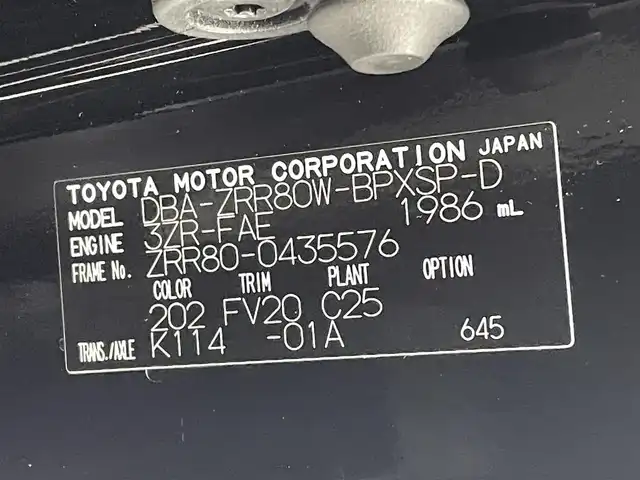 TOYOTA MOTOR CORPORATION JAPAN
MODEL DBA-ZRR80W-BPXSP-D
ENGINE 3ZR-FAE 1986 mL
FRAME No. ZRR80-0435576
COLOR TRIM PLANT OPTION
202 FV20 C25
TRANS./AXLE K114 -01A 645